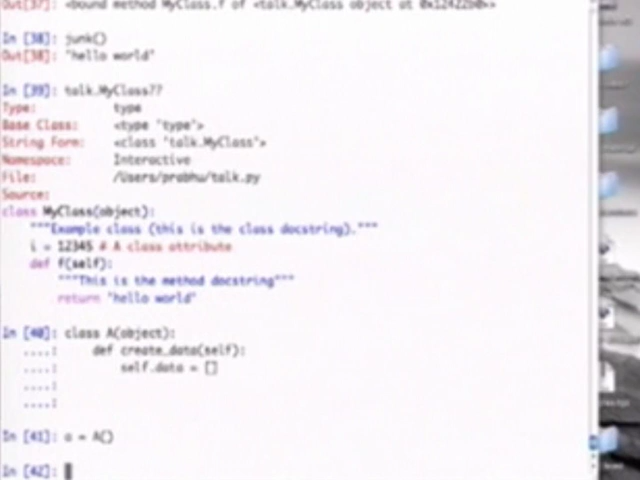 Out[37]: <bound method MyClass.f of <talk.MyClass object at 0x12422b0>>
In [38]: junk()
Out[38]: "hello world"
In [39]: talk.MyClass??
Type: type
Base Class: <type 'type'>
String Form: <class 'talk.MyClass'>
Namespace: Interactive
File: /Users/prabhu/talk.py
Source:
class MyClass(object):
"""Example class (this is the class docstring)."""
i = 12345 # A class attribute
def f(self):
"""This is the method docstring"""
return "hello world"
In [40]: class A(object):
....: def create_data(self):
....: self.data = []
....:
....:
In [41]: a = A()
In [42]: